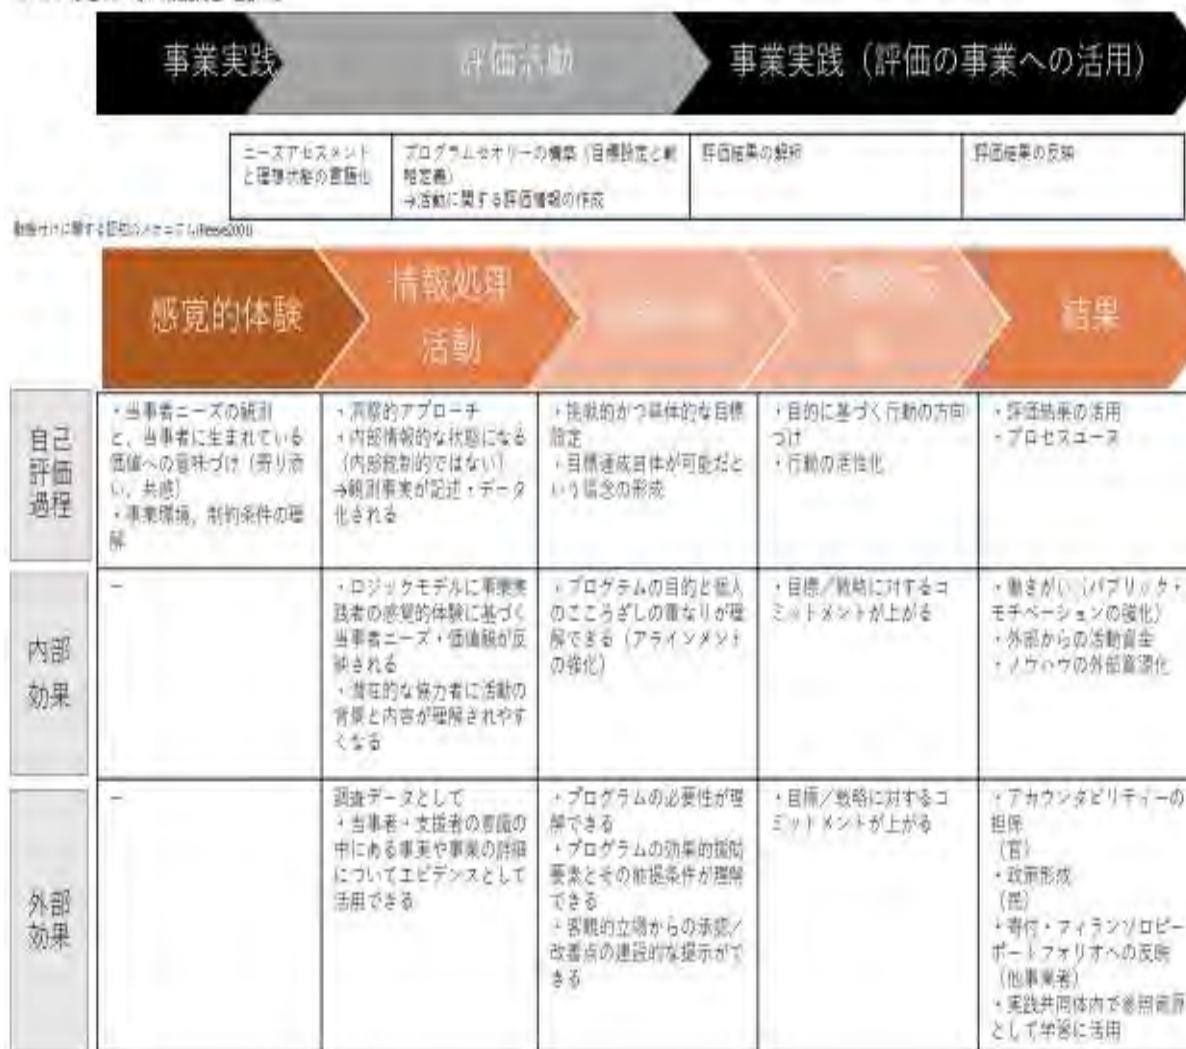 事業実践
評価活動
事業実践（評価の事業への活用）
ニーズアセスメント
と理想状態の言語化
プログラムセオリーの構築（目標設定と戦
略定義）
→活動に関する評価情報の作成
評価結果の解釈
評価結果の反映
感覚的体験
情報処理
活動
結果
自己
評価
過程
・当事者ニーズの観測
と、当事者に生まれている
価値への意味づけ（寄り添
い、共感）
・事業環境、制約条件の理
解
・洞察的アプローチ
・内部情報的な状態になる
（内部統制的ではない）
→観測事実が記述・データ
化される
・挑戦的かつ具体的な目標
設定
・目標達成自体が可能だと
いう信念の形成
・目的に基づく行動の方向
づけ
・行動の活性化
・評価結果の活用
・プロセスユース
内部
効果
−
・ロジックモデルに事業実
践者の感覚的体験に基づく
当事者ニーズ・価値観が反
映される
・潜在的な協力者に活動の
背景と内容が理解されやす
くなる
・プログラムの目的と個人
のこころざしの重なりが理
解できる（アラインメント
の強化）
・目標／戦略に対するコ
ミットメントが上がる
・働きがい（パブリック・
モチベーションの強化）
・外部からの活動資金
・ノウハウの外部資源化
外部
効果
−
調査データとして
・当事者・支援者の意識の
中にある事実や事業の詳細
についてエビデンスとして
活用できる
・プログラムの必要性が理
解できる
・プログラムの効果的援助
要素とその前提条件が理解
できる
・客観的立場からの承認／
改善点の建設的な提示がで
きる
・目標／戦略に対するコ
ミットメントが上がる
・アカウンタビリティーの
担保
（官）
・政策形成
（民）
・寄付・フィランソロピー
ポートフォリオへの反映
（他事業者）
・実践共同体内で参照資源
として学習に活用